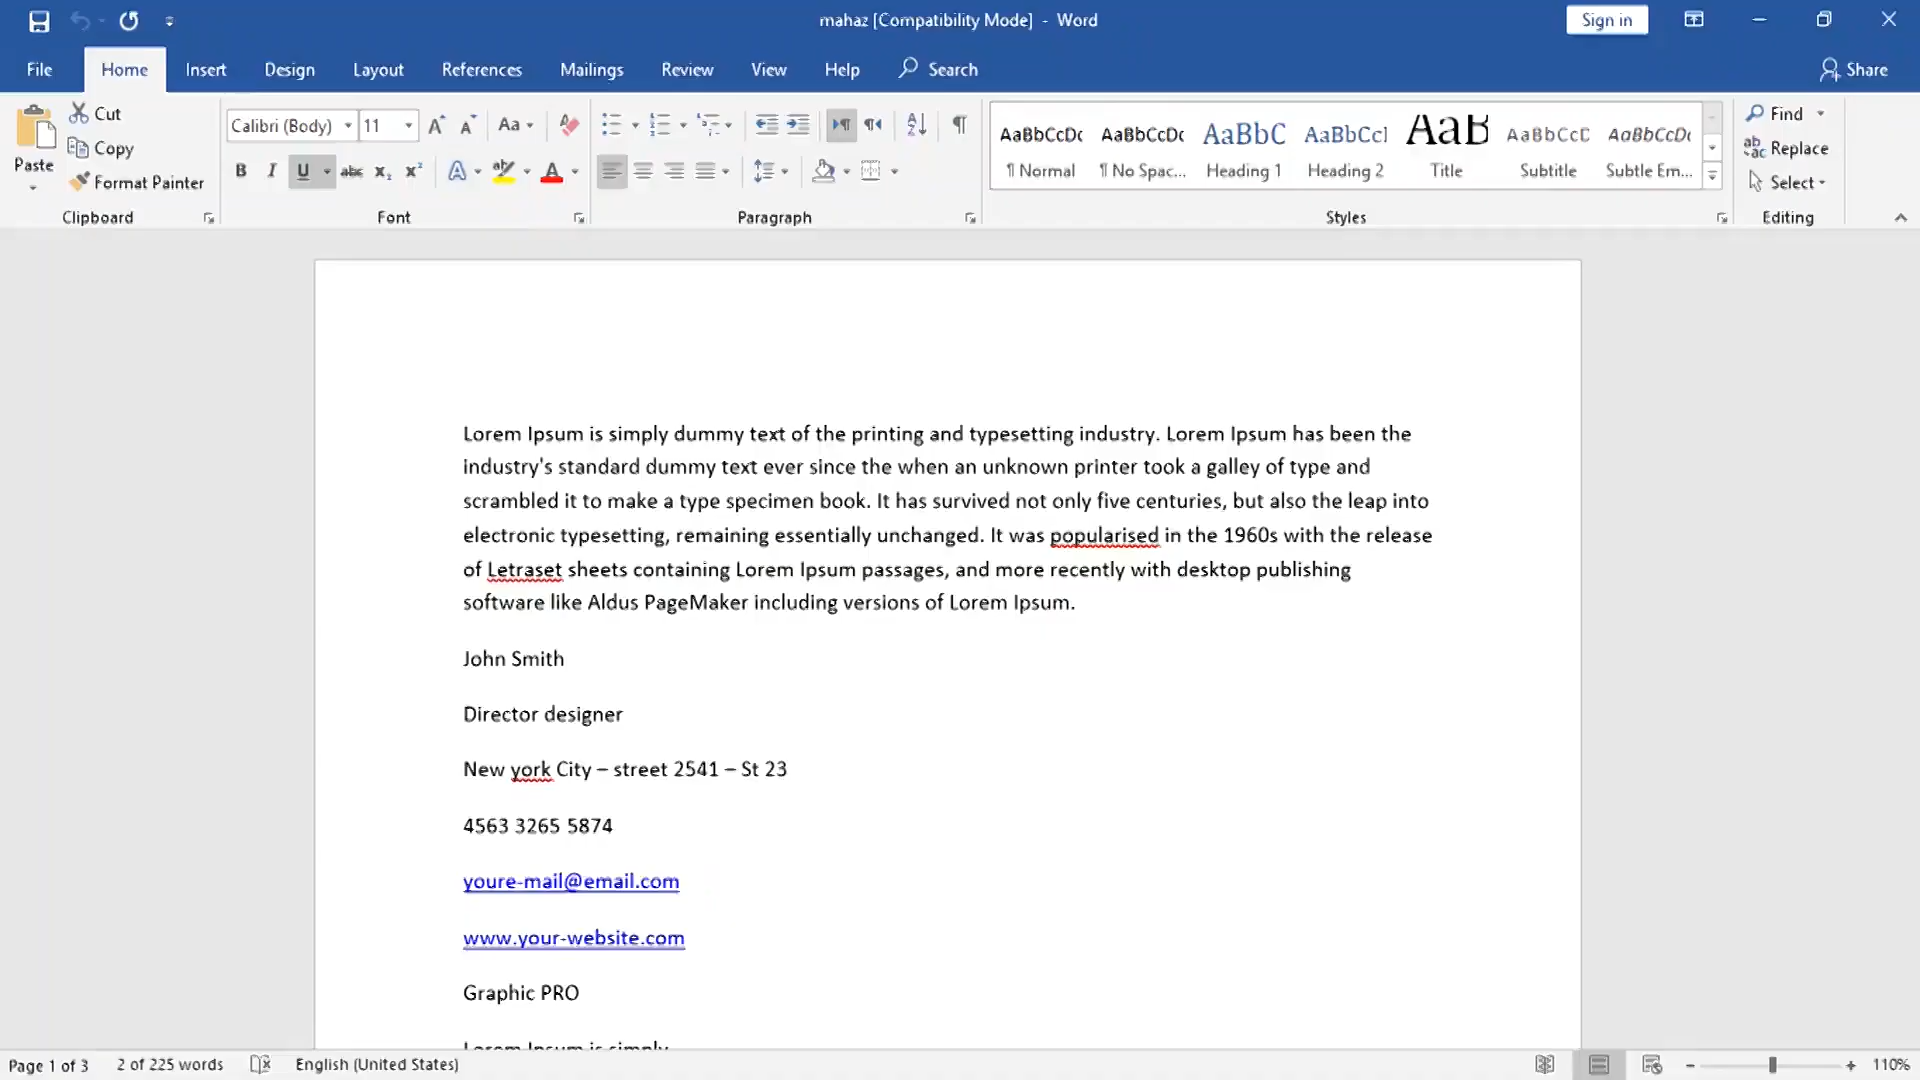 mahaz [Compatibility Mode] - Word
Sign in
File Home Insert Design Layout References Mailings Review View Help Search Share
Paste
Cut
Copy
Format Painter
Clipboard
Calibri (Body) 11 Aa
B I U abc x₂ x² A ab A
Font
Paragraph
AaBbCcDc AaBbCcDc AaBbC AaBbCcI AaB AaBbCcC AaBbCcDc
¶ Normal ¶ No Spac... Heading 1 Heading 2 Title Subtitle Subtle Em...
Styles
Find
Replace
Select
Editing
Lorem Ipsum is simply dummy text of the printing and typesetting industry. Lorem Ipsum has been the
industry's standard dummy text ever since the when an unknown printer took a galley of type and
scrambled it to make a type specimen book. It has survived not only five centuries, but also the leap into
electronic typesetting, remaining essentially unchanged. It was popularised in the 1960s with the release
of Letraset sheets containing Lorem Ipsum passages, and more recently with desktop publishing
software like Aldus PageMaker including versions of Lorem Ipsum.
John Smith
Director designer
New york City – street 2541 – St 23
4563 3265 5874
youre-mail@email.com
www.your-website.com
Graphic PRO
Lorem Ipsum is simply
Page 1 of 3 2 of 225 words English (United States) 110%